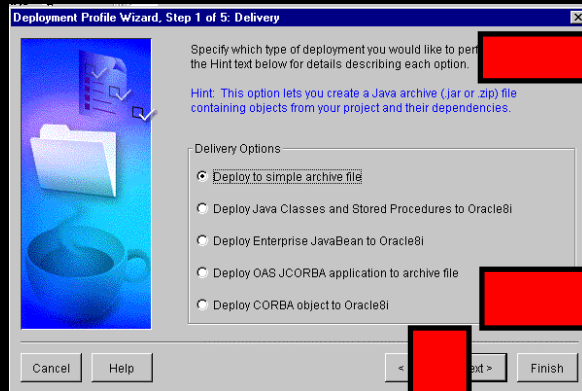 Deployment Profile Wizard, Step 1 of 5: Delivery
Specify which type of deployment you would like to
the Hint text below for details describing each option.
Hint: This option lets you create a Java archive (.jar or .zip) file
containing objects from your project and their dependencies.
Delivery Options
Deploy to simple archive file
Deploy Java Classes and Stored Procedures to Oracle8i
Deploy Enterprise JavaBean to Oracle8i
Deploy OAS JCORBA application to archive file
Deploy CORBA object to Oracle8i
Cancel
Help
<
>
Finish